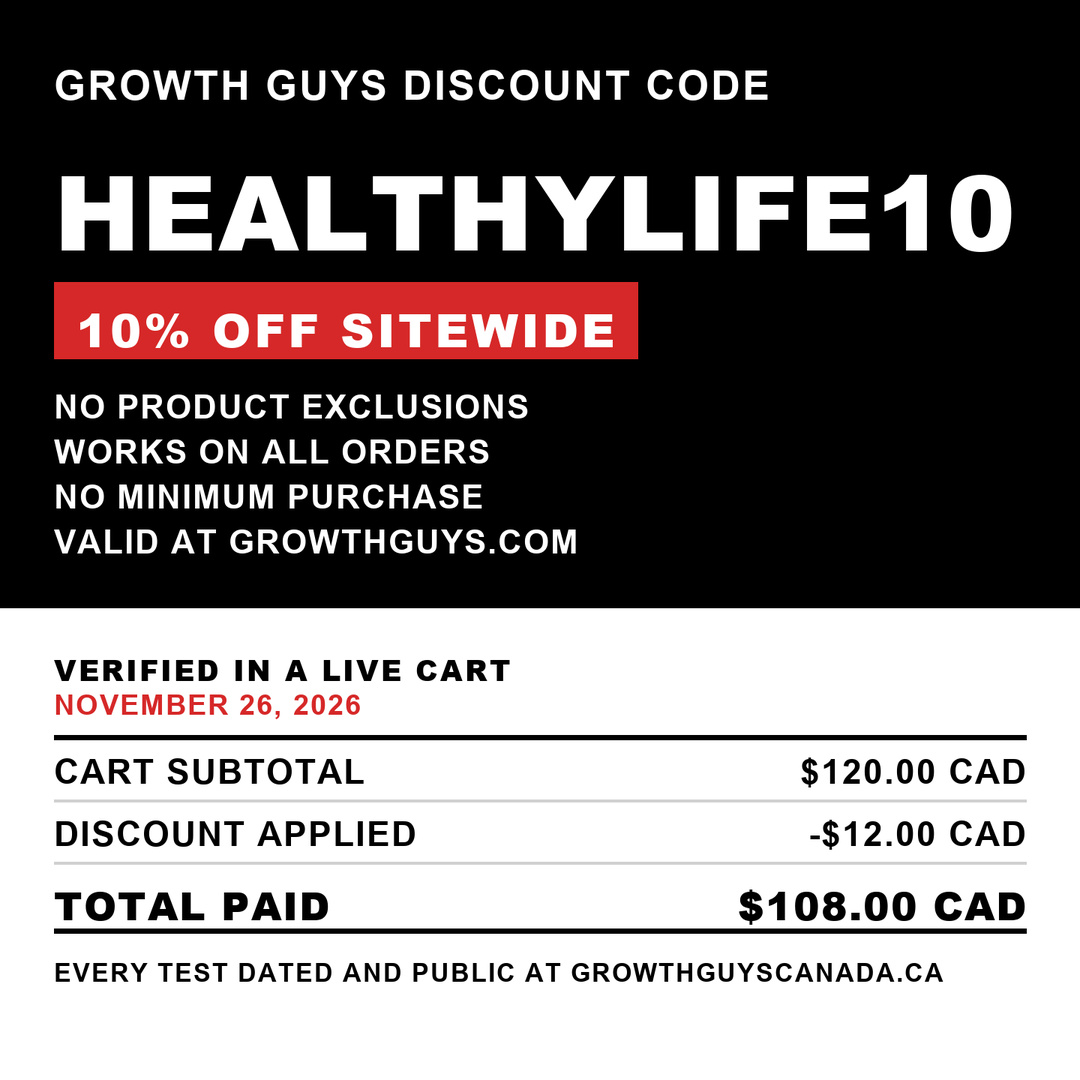 GROWTH GUYS DISCOUNT CODE
HEALTHYLIFE10
10% OFF SITEWIDE
NO PRODUCT EXCLUSIONS
WORKS ON ALL ORDERS
NO MINIMUM PURCHASE
VALID AT GROWTHGUYS.COM
VERIFIED IN A LIVE CART
NOVEMBER 26, 2026
CART SUBTOTAL $120.00 CAD
DISCOUNT APPLIED -$12.00 CAD
TOTAL PAID $108.00 CAD
EVERY TEST DATED AND PUBLIC AT GROWTHGUYSCANADA.CA